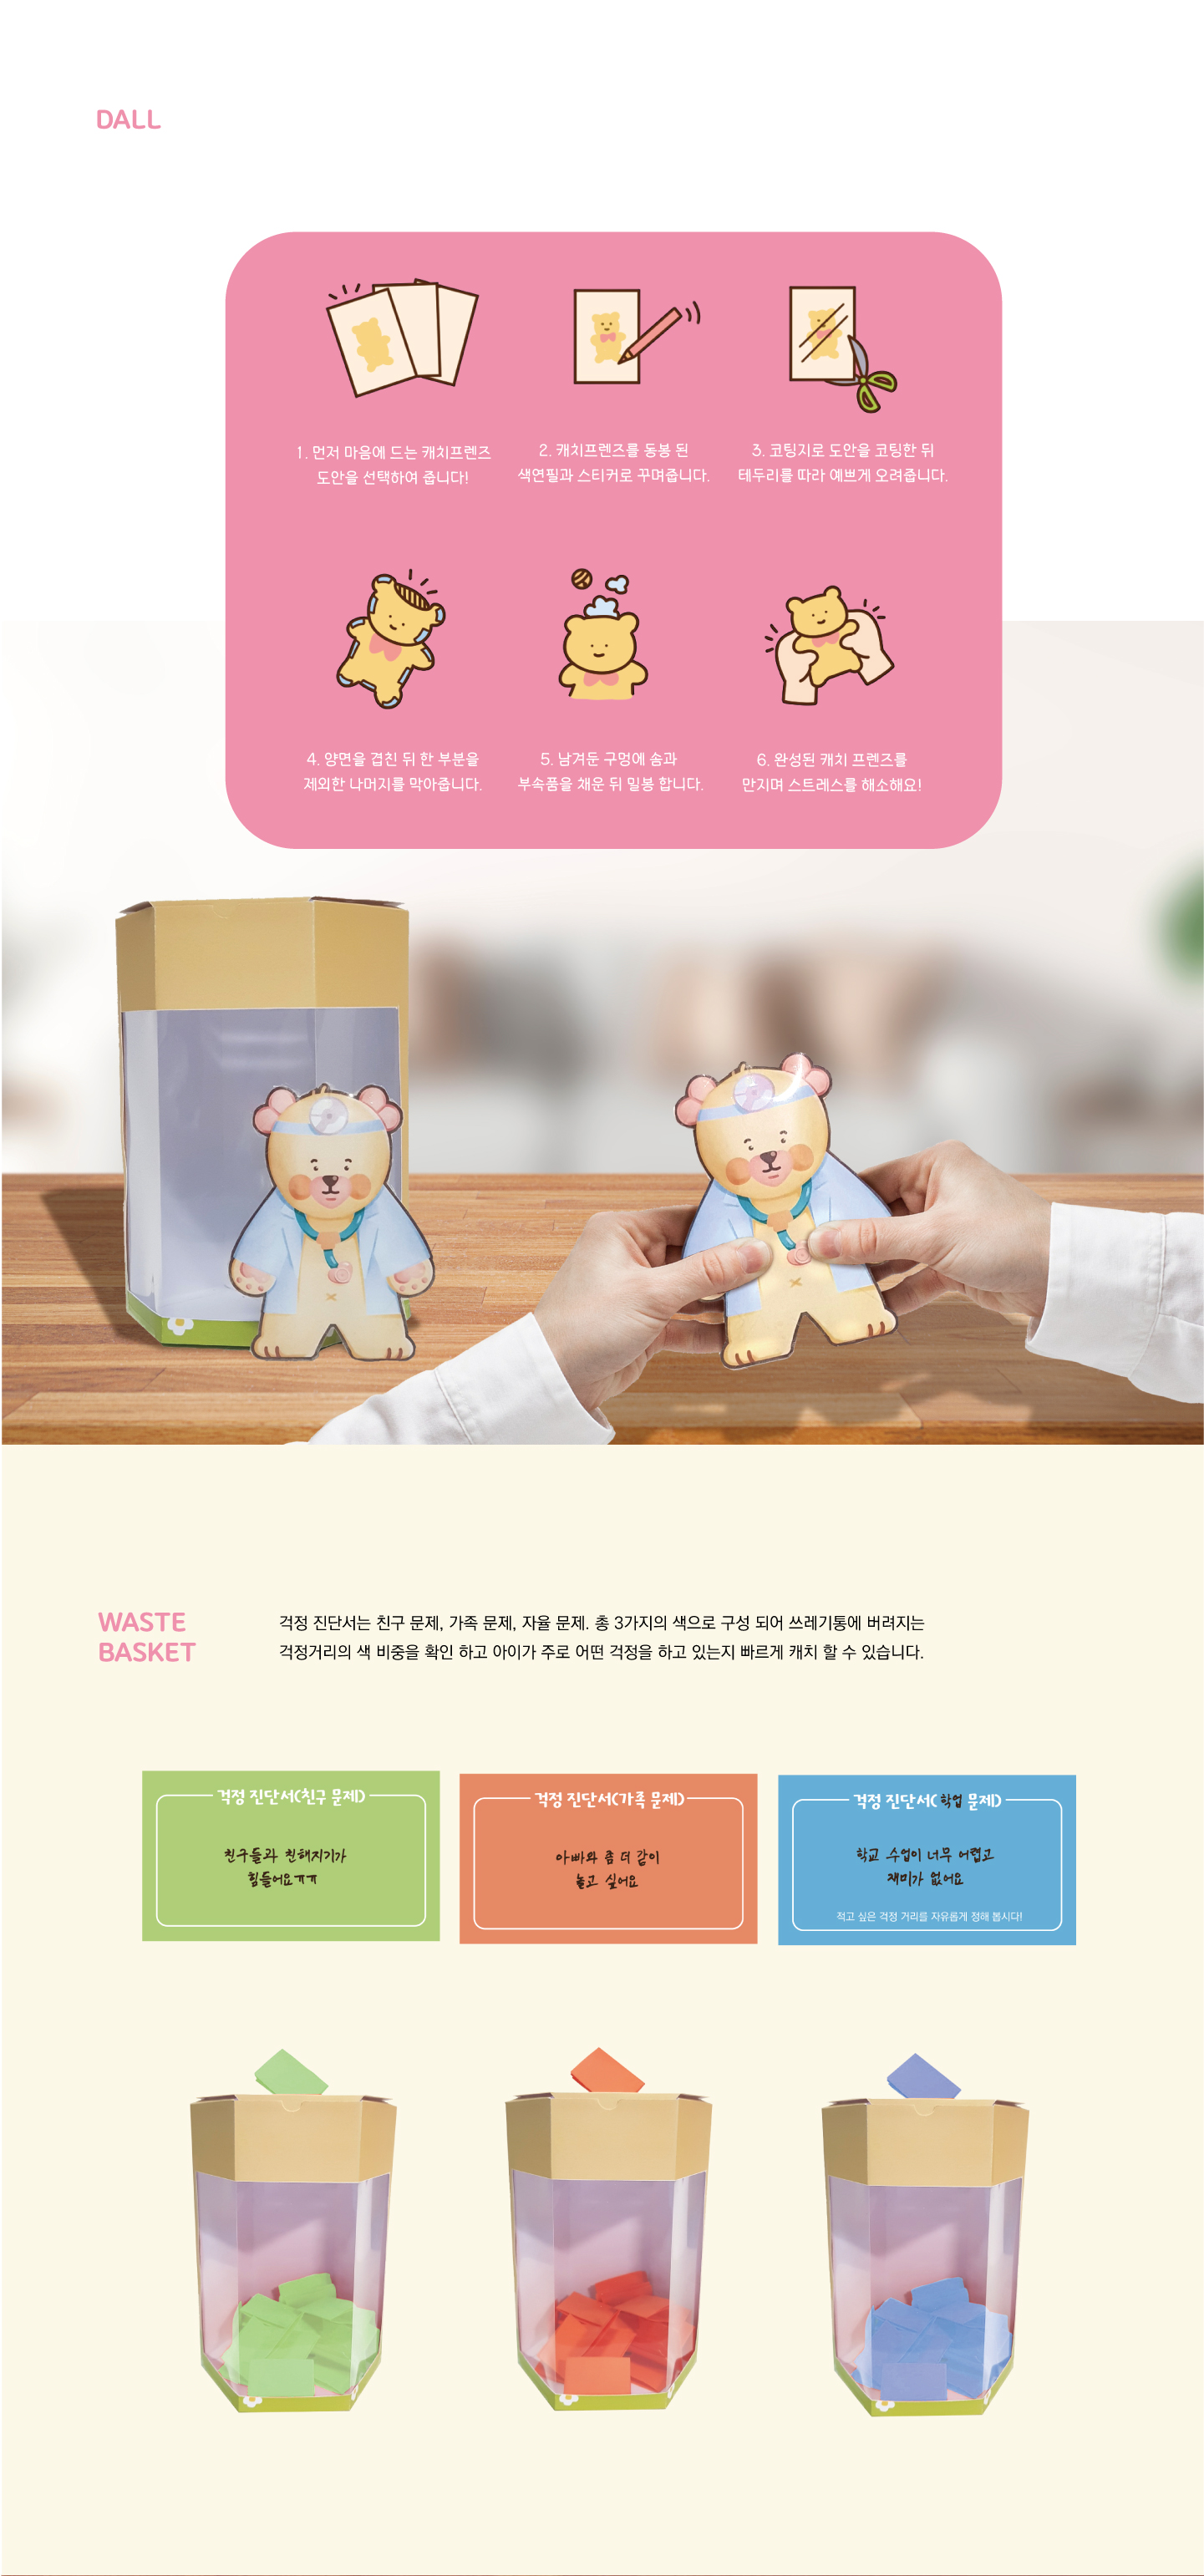 DALL
1. 먼저 마음에 드는 캐치프렌즈
도안을 선택하여 줍니다!
2. 캐치프렌즈를 동봉 된
색연필과 스티커로 꾸며줍니다.
3. 코팅지로 도안을 코팅한 뒤
테두리를 따라 예쁘게 오려줍니다.
4. 양면을 겹친 뒤 한 부분을
제외한 나머지를 막아줍니다.
5. 남겨둔 구멍에 솜과
부속품을 채운 뒤 밀봉 합니다.
6. 완성된 캐치 프렌즈를
만지며 스트레스를 해소해요!
WASTE
BASKET
걱정 진단서는 친구 문제, 가족 문제, 자율 문제. 총 3가지의 색으로 구성 되어 쓰레기통에 버려지는
걱정거리의 색 비중을 확인 하고 아이가 주로 어떤 걱정을 하고 있는지 빠르게 캐치 할 수 있습니다.
걱정 진단서(친구 문제)
친구들과 친해지기가
힘들어요ㅠㅠ
걱정 진단서(가족 문제)
아빠와 좀 더 같이
놀고 싶어요
걱정 진단서( 학업 문제)
학교 수업이 너무 어렵고
재미가 없어요
적고 싶은 걱정 거리를 자유롭게 정해 봅시다!